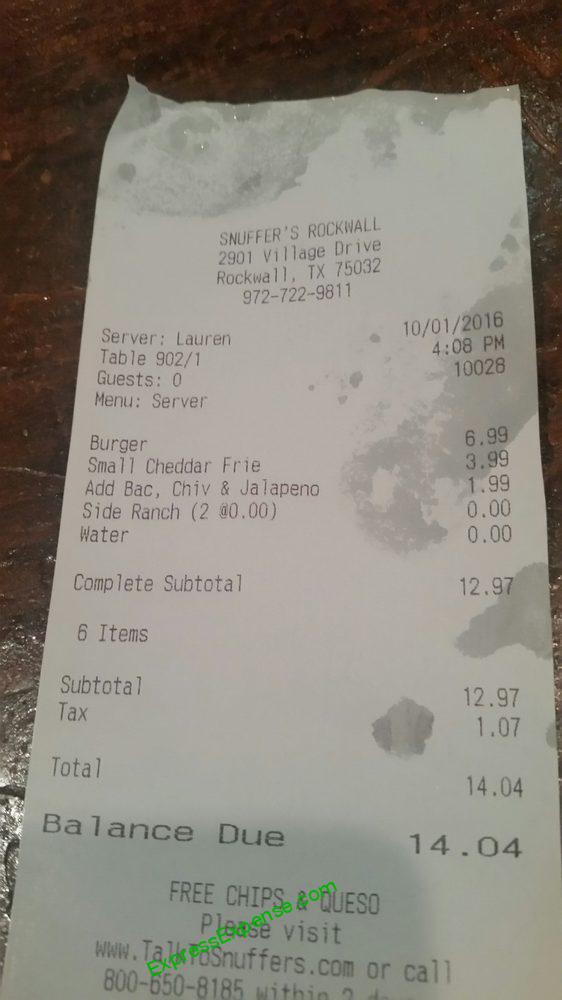 SNUFFER'S ROCKWALL
2901 Village Drive
Rockwall, TX 75032
972-722-9811
Server: Lauren 10/01/2016
Table 902/1 4:08 PM
Guests: 0 10028
Menu: Server
Burger 6.99
Small Cheddar Frie 3.99
Add Bac, Chiv & Jalapeno 1.99
Side Ranch (2 @0.00) 0.00
Water 0.00
Complete Subtotal 12.97
6 Items
Subtotal 12.97
Tax 1.07
Total 14.04
Balance Due 14.04
FREE CHIPS & QUESO
Please visit
www.TalktoSnuffers.com or call
800-650-8185 within 2
ExpressExpense.com